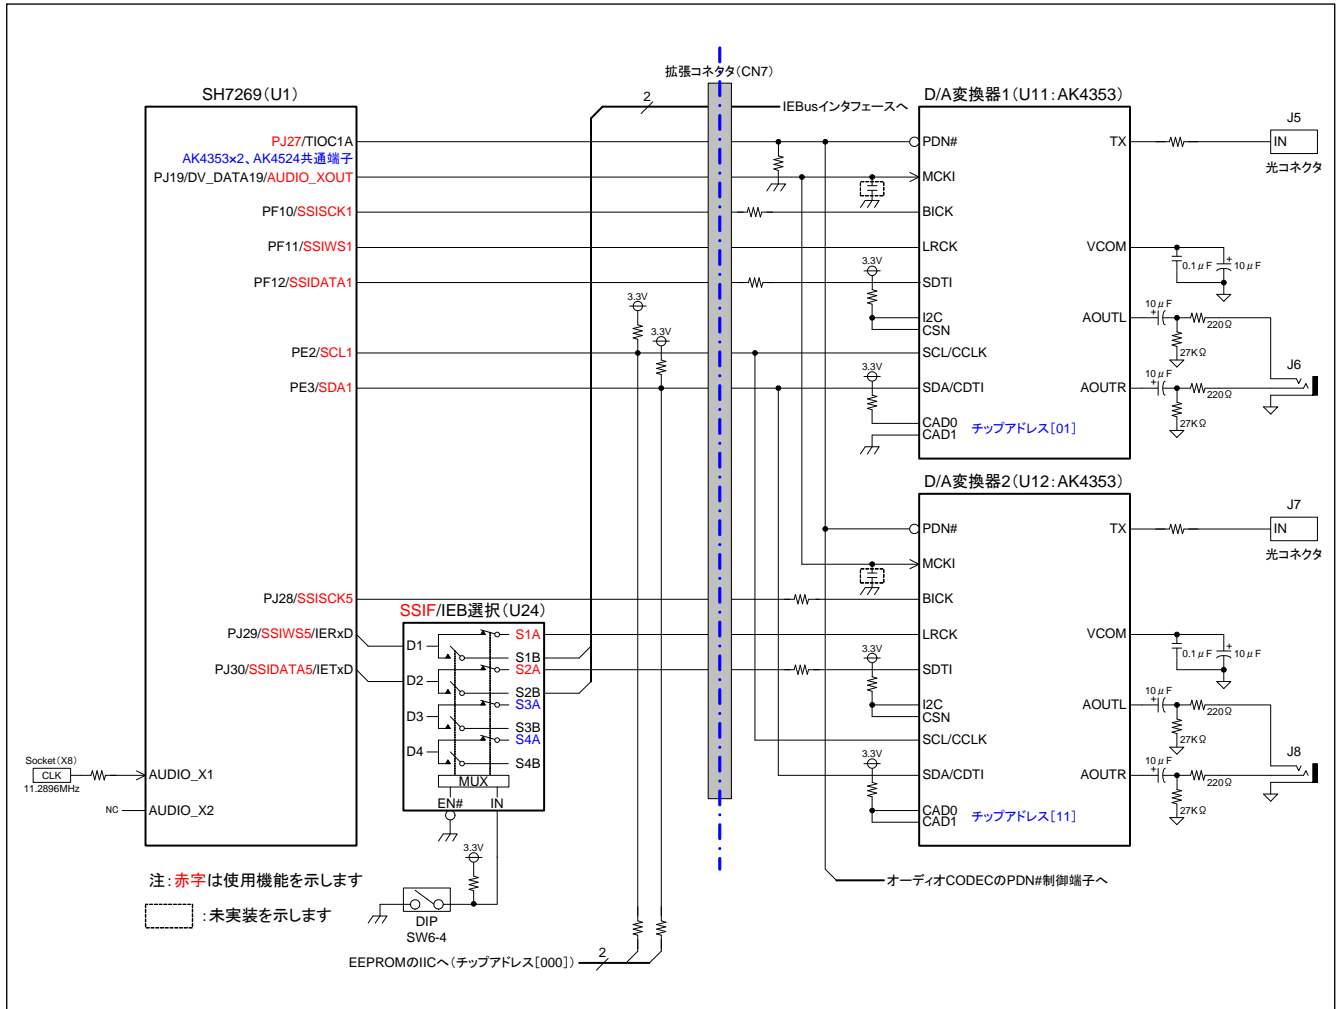 拡張コネクタ(CN7)
SH7269(U1)
2
IEBusインタフェースへ
D/A変換器1(U11:AK4353)
J5
PJ27/TIOC1A
AK4353×2、AK4524共通端子
PJ19/DV_DATA19/AUDIO_XOUT
PF10/SSISCK1
PF11/SSIWS1
PF12/SSIDATA1
PE2/SCL1
PE3/SDA1
3.3V
3.3V
3.3V
3.3V
PDN#
MCKI
BICK
LRCK
SDTI
I2C
CSN
SCL/CCLK
SDA/CDTI
CAD0
CAD1
チップアドレス[01]
TX
VCOM
AOUTL
AOUTR
IN
光コネクタ
0.1μF
10μF
10μF
220Ω
27KΩ
10μF
220Ω
27KΩ
J6
D/A変換器2(U12:AK4353)
J7
PDN#
MCKI
BICK
LRCK
SDTI
I2C
CSN
SCL/CCLK
SDA/CDTI
CAD0
CAD1
チップアドレス[11]
TX
VCOM
AOUTL
AOUTR
IN
光コネクタ
3.3V
3.3V
0.1μF
10μF
10μF
220Ω
27KΩ
10μF
220Ω
27KΩ
J8
PJ28/SSISCK5
PJ29/SSIWS5/IERxD
PJ30/SSIDATA5/IETxD
SSIF/IEB選択(U24)
D1
D2
D3
D4
S1A
S1B
S2A
S2B
S3A
S3B
S4A
S4B
MUX
EN#
IN
Socket(X8)
CLK
11.2896MHz
AUDIO_X1
NC
AUDIO_X2
3.3V
DIP
SW6-4
オーディオCODECのPDN#制御端子へ
注:赤字は使用機能を示します
:未実装を示します
EEPROMのIICへ(チップアドレス[000])
2